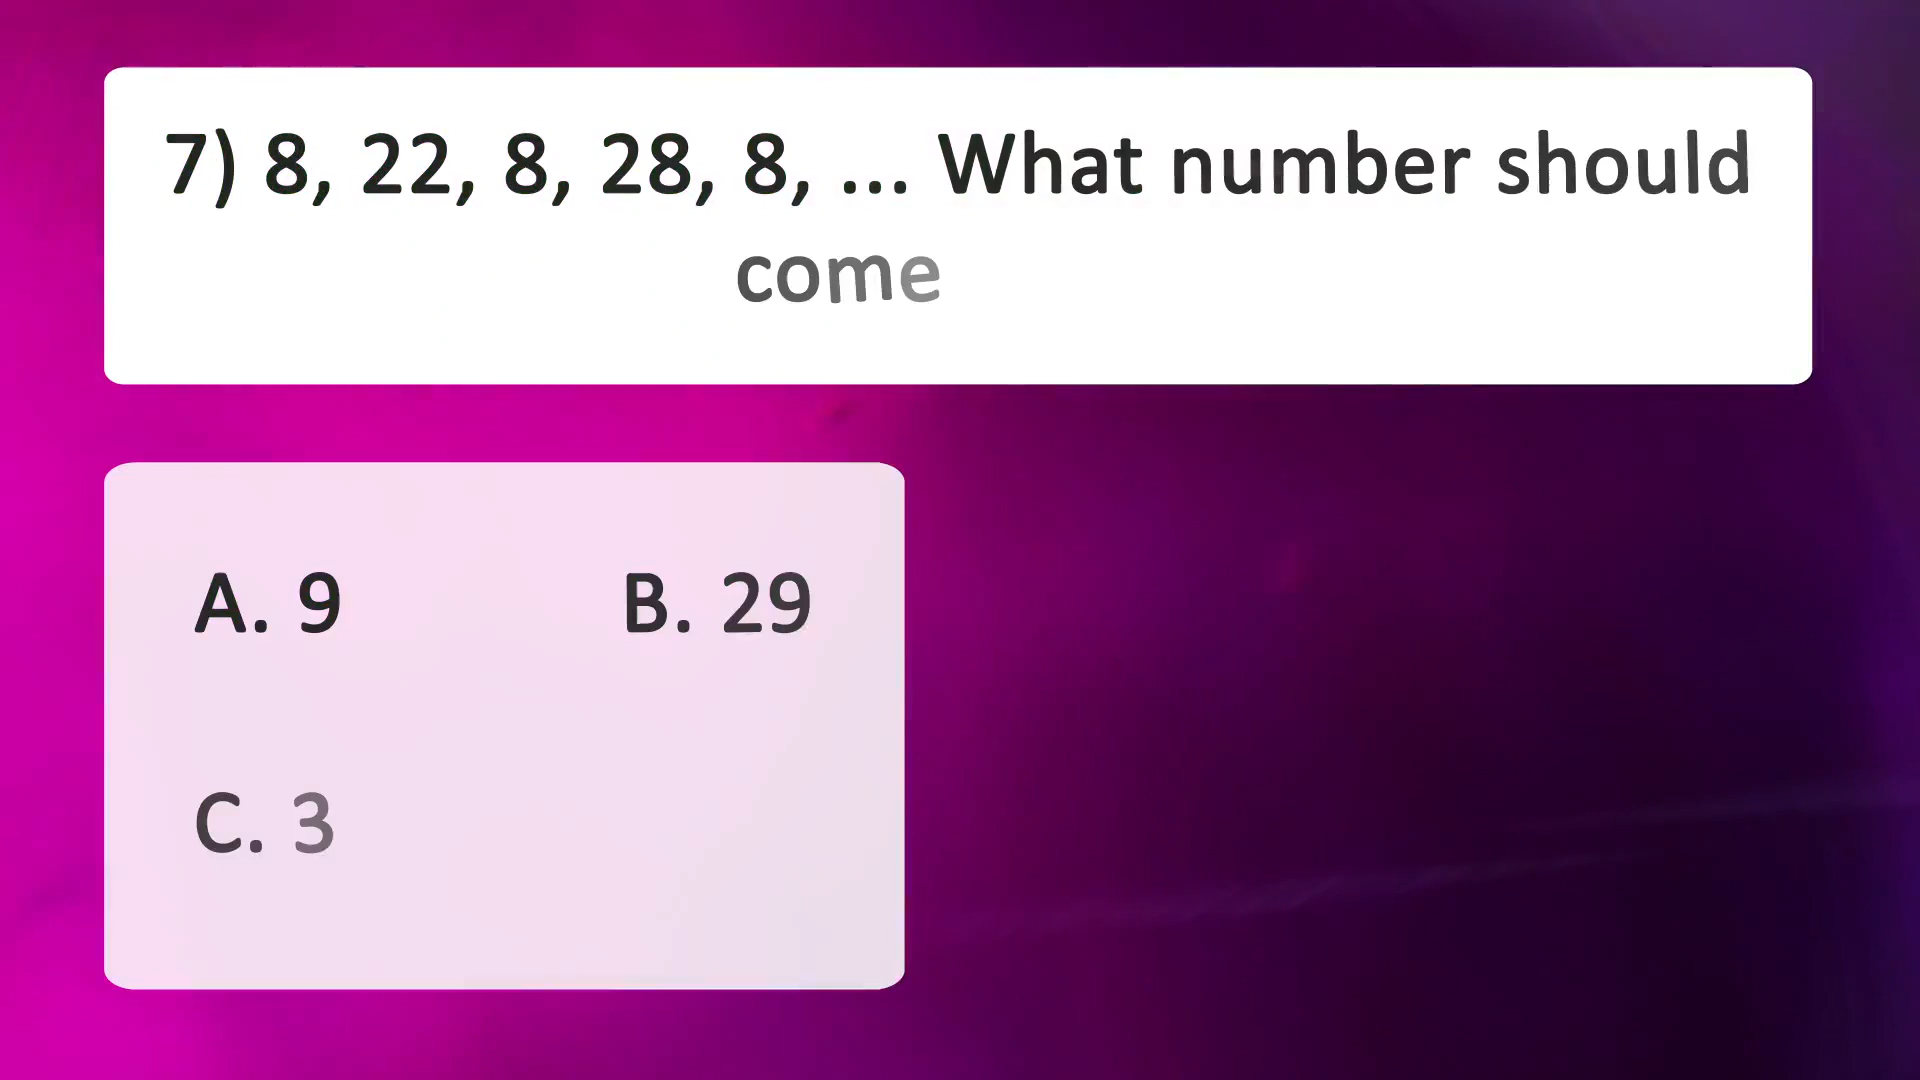 7) 8, 22, 8, 28, 8, ... What number should
come
A. 9
B. 29
C. 3